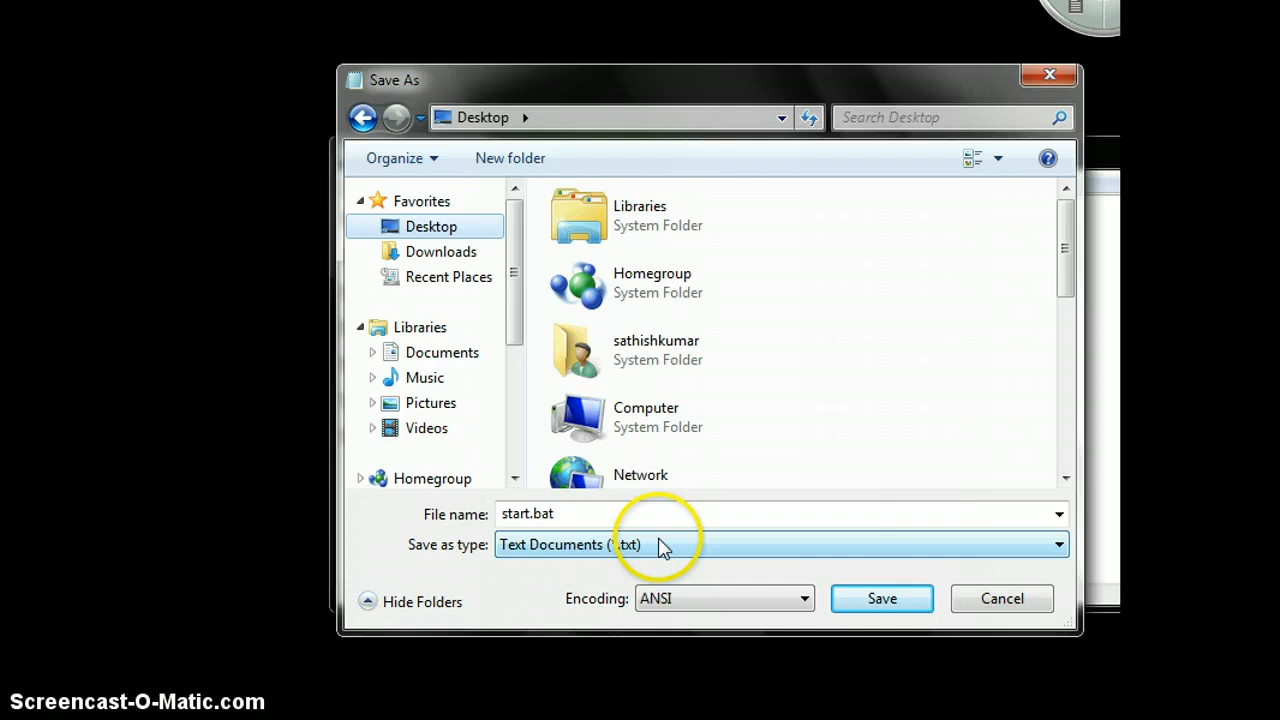 Save As
Desktop
Search Desktop
Organize
New folder
Favorites
Desktop
Downloads
Recent Places
Libraries
Documents
Music
Pictures
Videos
Homegroup
Libraries
System Folder
Homegroup
System Folder
sathishkumar
System Folder
Computer
System Folder
Network
File name: start.bat
Save as type: Text Documents (*.txt)
Hide Folders
Encoding: ANSI
Save
Cancel
Screencast-O-Matic.com